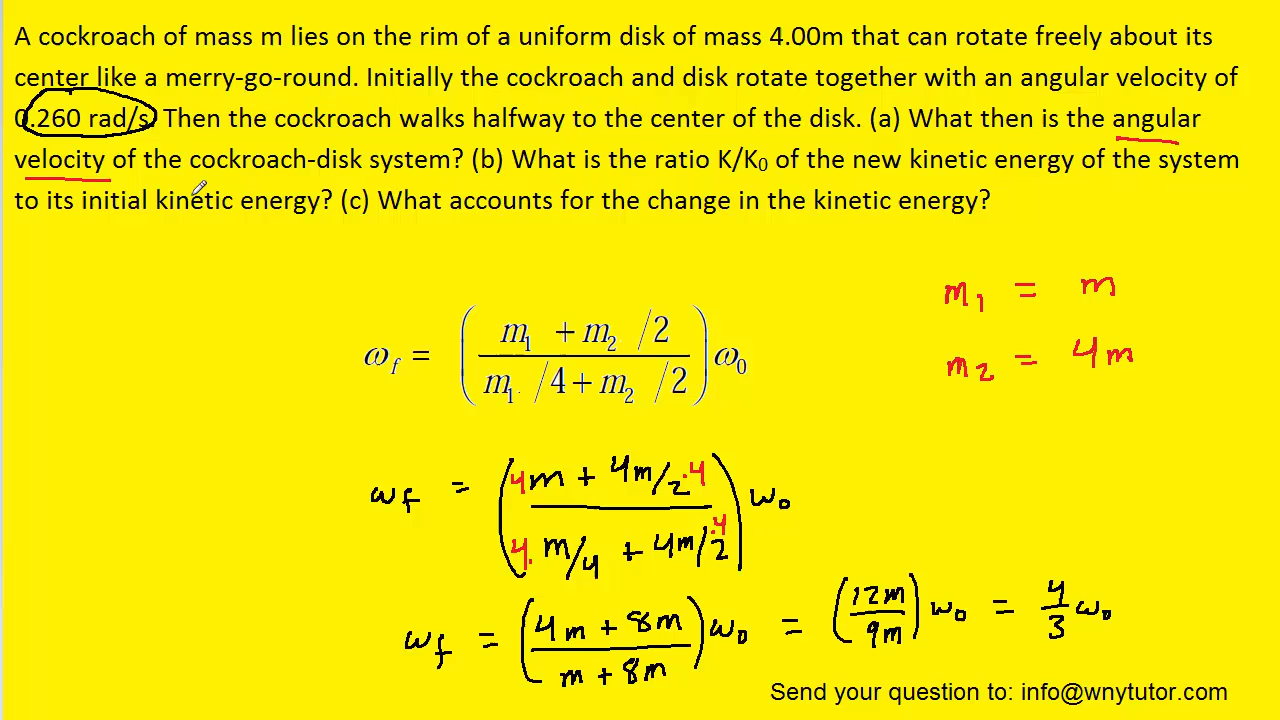 A cockroach of mass m lies on the rim of a uniform disk of mass 4.00m that can rotate freely about its
center like a merry-go-round. Initially the cockroach and disk rotate together with an angular velocity of
0.260 rad/s. Then the cockroach walks halfway to the center of the disk. (a) What then is the angular
velocity of the cockroach-disk system? (b) What is the ratio K/K₀ of the new kinetic energy of the system
to its initial kinetic energy? (c) What accounts for the change in the kinetic energy?
m₁ = m
m₂ = 4m
ω_f = ( (m₁ + m₂ /2) / (m₁ /4 + m₂ /2) ) ω₀
ω_f = ( (4 m + 4m/2 ·4) / (4· m/4 + 4m/2 ·4) ) ω₀
ω_f = ( (4m + 8m) / (m + 8m) ) ω₀ = ( 12m / 9m ) ω₀ = 4/3 ω₀
Send your question to: info@wnytutor.com